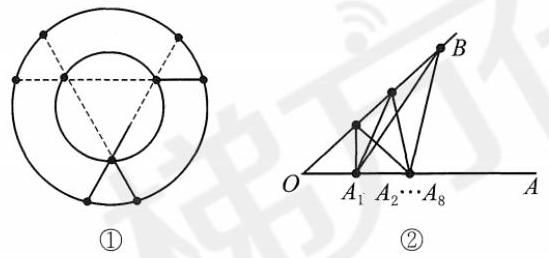 B
O A₁ A₂ ⋯ A₈ A
① ②